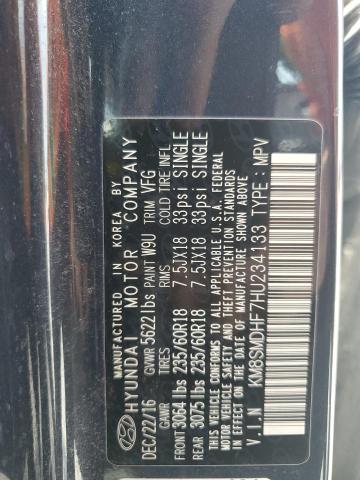 MANUFACTURED IN KOREA BY
HYUNDAI MOTOR COMPANY
DEC/22/16 GVWR 5622 lbs PAINT W9U TRIM VFG
TIRES RIMS COLD TIRE INFL
FRONT 3064 lbs 235/60R18 7.5JX18 33psi SINGLE
REAR 3075 lbs 235/60R18 7.5JX18 33psi SINGLE
THIS VEHICLE CONFORMS TO ALL APPLICABLE U.S.A. FEDERAL
MOTOR VEHICLE SAFETY AND THEFT PREVENTION STANDARDS
IN EFFECT ON THE DATE OF MANUFACTURE SHOWN ABOVE.
V.I.N : KM8SMDHF7HU234133 TYPE: MPV